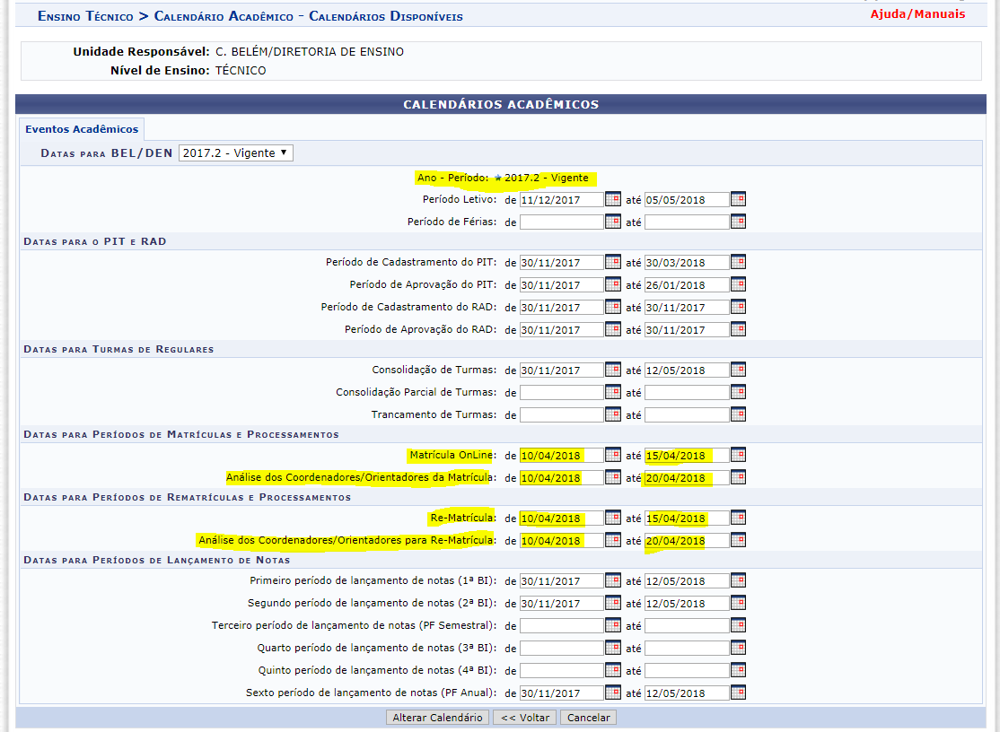 Ensino Técnico > Calendário Acadêmico - Calendários Disponíveis
Ajuda/Manuais
Unidade Responsável: C. BELÉM/DIRETORIA DE ENSINO
Nível de Ensino: TÉCNICO
CALENDÁRIOS ACADÊMICOS
Eventos Acadêmicos
Datas para BEL/DEN 2017.2 - Vigente
Ano - Período: 2017.2 - Vigente
Período Letivo: de 11/12/2017 até 05/05/2018
Período de Férias: de até
Datas para o PIT e RAD
Período de Cadastramento do PIT: de 30/11/2017 até 30/03/2018
Período de Aprovação do PIT: de 30/11/2017 até 26/01/2018
Período de Cadastramento do RAD: de 30/11/2017 até 30/11/2017
Período de Aprovação do RAD: de 30/11/2017 até 30/11/2017
Datas para Turmas de Regulares
Consolidação de Turmas: de 30/11/2017 até 12/05/2018
Consolidação Parcial de Turmas: de até
Trancamento de Turmas: de até
Datas para Períodos de Matrículas e Processamentos
Matrícula OnLine: de 10/04/2018 até 15/04/2018
Análise dos Coordenadores/Orientadores da Matrícula: de 10/04/2018 até 20/04/2018
Datas para Períodos de Rematrículas e Processamentos
Re-Matrícula: de 10/04/2018 até 15/04/2018
Análise dos Coordenadores/Orientadores para Re-Matrícula: de 10/04/2018 até 20/04/2018
Datas para Períodos de Lançamento de Notas
Primeiro período de lançamento de notas (1ª BI): de 30/11/2017 até 12/05/2018
Segundo período de lançamento de notas (2ª BI): de 30/11/2017 até 12/05/2018
Terceiro período de lançamento de notas (PF Semestral): de até
Quarto período de lançamento de notas (3ª BI): de até
Quinto período de lançamento de notas (4ª BI): de até
Sexto período de lançamento de notas (PF Anual): de 30/11/2017 até 12/05/2018
Alterar Calendário << Voltar Cancelar